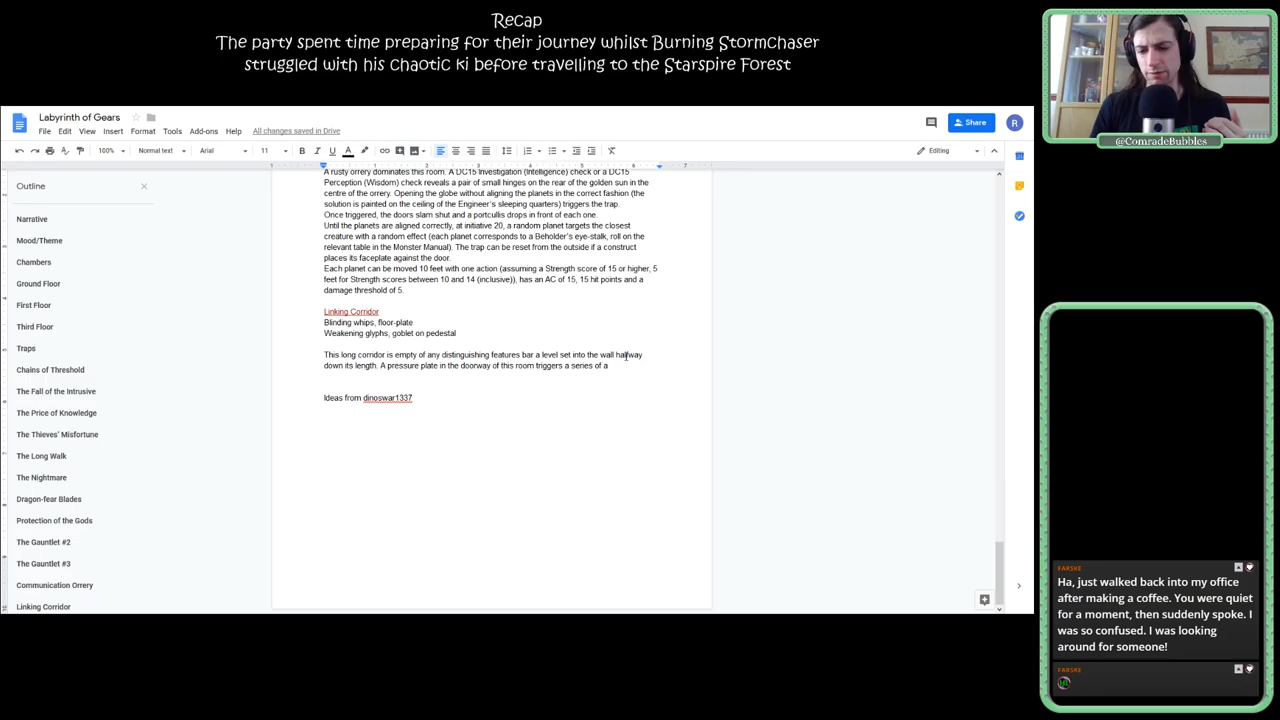 Recap
The party spent time preparing for their journey whilst Burning Stormchaser
struggled with his chaotic ki before travelling to the Starspire Forest
@ComradeBubbles
Labyrinth of Gears
File Edit View Insert Format Tools Add-ons Help All changes saved in Drive
Share
R
100% Normal text Arial 11 B I U A Editing
1 1 2 3 4 5 6 7
Outline
Narrative
Mood/Theme
Chambers
Ground Floor
First Floor
Third Floor
Traps
Chains of Threshold
The Fall of the Intrusive
The Price of Knowledge
The Thieves' Misfortune
The Long Walk
The Nightmare
Dragon-fear Blades
Protection of the Gods
The Gauntlet #2
The Gauntlet #3
Communication Orrery
Linking Corridor
A rusty orrery dominates this room. A DC15 Investigation (Intelligence) check or a DC15
Perception (Wisdom) check reveals a pair of small hinges on the rear of the golden sun in the
centre of the orrery. Opening the globe without aligning the planets in the correct fashion (the
solution is painted on the ceiling of the Engineer's sleeping quarters) triggers the trap.
Once triggered, the doors slam shut and a portcullis drops in front of each one.
Until the planets are aligned correctly, at initiative 20, a random planet targets the closest
creature with a random effect (each planet corresponds to a Beholder's eye-stalk, roll on the
relevant table in the Monster Manual). The trap can be reset from the outside if a construct
places its faceplate against the door.
Each planet can be moved 10 feet with one action (assuming a Strength score of 15 or higher, 5
feet for Strength scores between 10 and 14 (inclusive)), has an AC of 15, 15 hit points and a
damage threshold of 5.
Linking Corridor
Blinding whips, floor-plate
Weakening glyphs, goblet on pedestal
This long corridor is empty of any distinguishing features bar a level set into the wall halfway
down its length. A pressure plate in the doorway of this room triggers a series of a
Ideas from dinoswar1337
FARSKE
Ha, just walked back into my office
after making a coffee. You were quiet
for a moment, then suddenly spoke. I
was so confused. I was looking
around for someone!
FARSKE